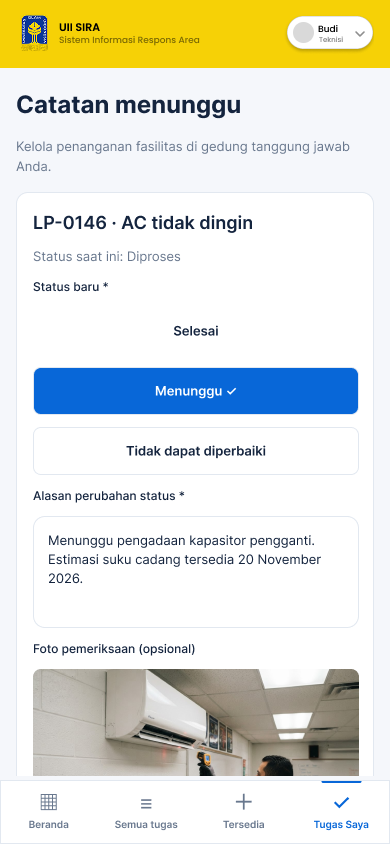 UII SIRA
Sistem Informasi Respons Area
Budi
Teknisi
Catatan menunggu
Kelola penanganan fasilitas di gedung tanggung jawab
Anda.
LP-0146 · AC tidak dingin
Status saat ini: Diproses
Status baru *
Selesai
Menunggu ✓
Tidak dapat diperbaiki
Alasan perubahan status *
Menunggu pengadaan kapasitor pengganti.
Estimasi suku cadang tersedia 20 November
2026.
Foto pemeriksaan (opsional)
Beranda
Semua tugas
Tersedia
Tugas Saya